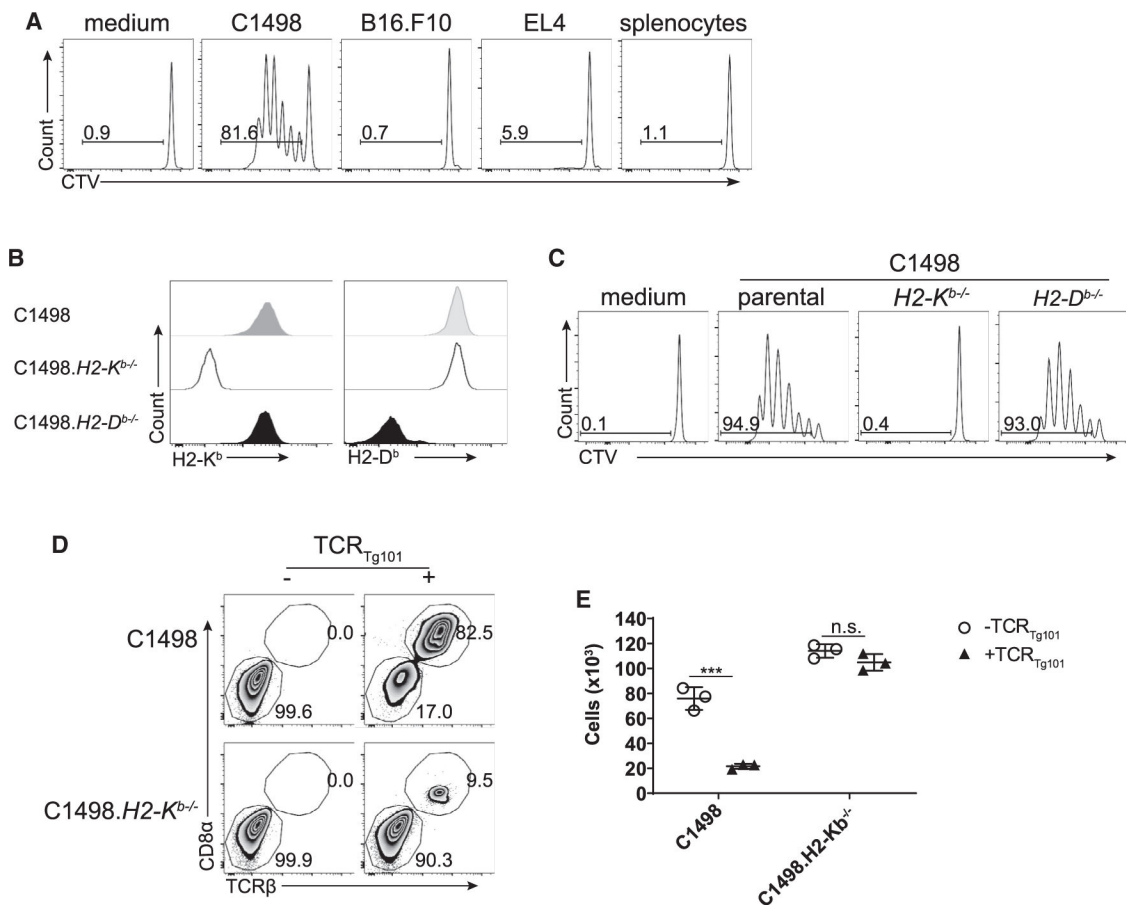 A
medium C1498 B16.F10 EL4 splenocytes
Count
0.9 81.6 0.7 5.9 1.1
CTV
B
C1498
C1498.H2-Kb-/-
C1498.H2-Db-/-
Count
H2-Kb H2-Db
C
C1498
medium parental H2-Kb-/- H2-Db-/-
Count
0.1 94.9 0.4 93.0
CTV
D
TCRTg101
- +
C1498
0.0 82.5
99.6 17.0
C1498.H2-Kb-/-
0.0 9.5
99.9 90.3
CD8α
TCRβ
E
Cells (x10³)
140
120
100
80
60
40
20
0
***
n.s.
C1498
C1498.H2-Kb-/-
-TCRTg101
+TCRTg101